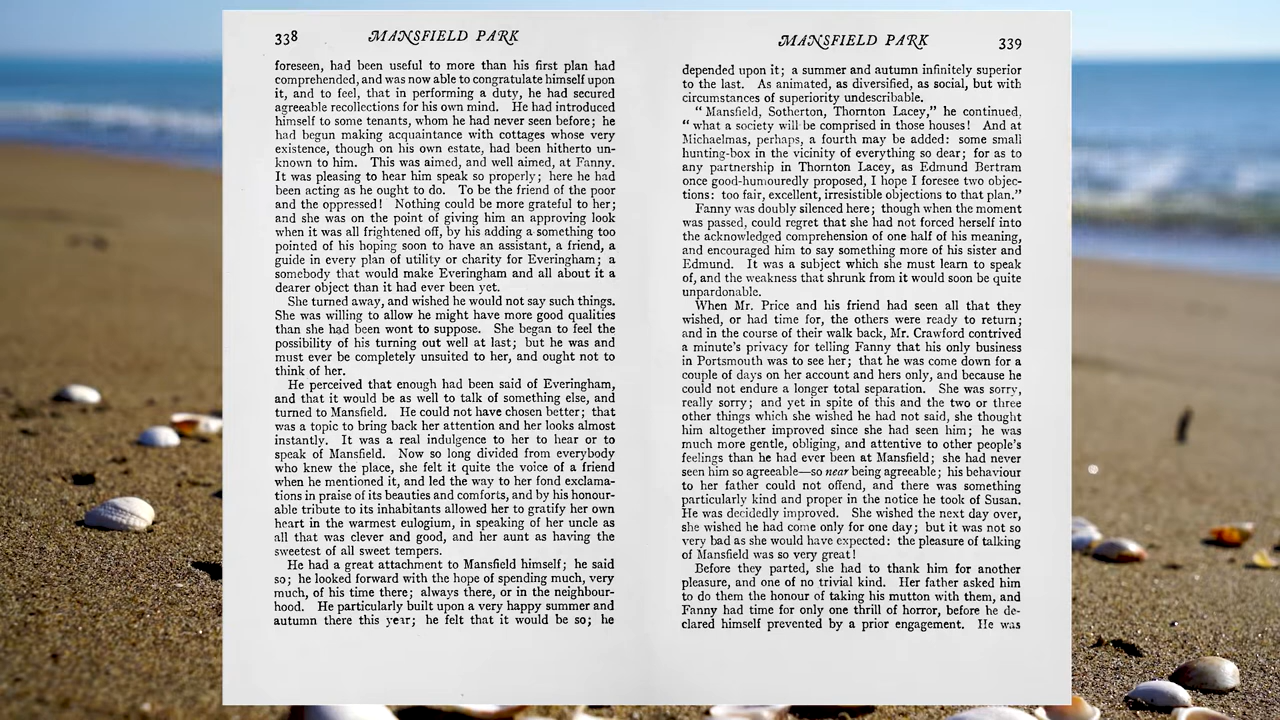 338 MANSFIELD PARK
foreseen, had been useful to more than his first plan had
comprehended, and was now able to congratulate himself upon
it, and to feel, that in performing a duty, he had secured
agreeable recollections for his own mind. He had introduced
himself to some tenants, whom he had never seen before; he
had begun making acquaintance with cottages whose very
existence, though on his own estate, had been hitherto un-
known to him. This was aimed, and well aimed, at Fanny.
It was pleasing to hear him speak so properly; here he had
been acting as he ought to do. To be the friend of the poor
and the oppressed! Nothing could be more grateful to her;
and she was on the point of giving him an approving look
when it was all frightened off, by his adding a something too
pointed of his hoping soon to have an assistant, a friend, a
guide in every plan of utility or charity for Everingham; a
somebody that would make Everingham and all about it a
dearer object than it had ever been yet.
She turned away, and wished he would not say such things.
She was willing to allow he might have more good qualities
than she had been wont to suppose. She began to feel the
possibility of his turning out well at last; but he was and
must ever be completely unsuited to her, and ought not to
think of her.
He perceived that enough had been said of Everingham,
and that it would be as well to talk of something else, and
turned to Mansfield. He could not have chosen better; that
was a topic to bring back her attention and her looks almost
instantly. It was a real indulgence to her to hear or to
speak of Mansfield. Now so long divided from everybody
who knew the place, she felt it quite the voice of a friend
when he mentioned it, and led the way to her fond exclama-
tions in praise of its beauties and comforts, and by his honour-
able tribute to its inhabitants allowed her to gratify her own
heart in the warmest eulogium, in speaking of her uncle as
all that was clever and good, and her aunt as having the
sweetest of all sweet tempers.
He had a great attachment to Mansfield himself; he said
so; he looked forward with the hope of spending much, very
much, of his time there; always there, or in the neighbour-
hood. He particularly built upon a very happy summer and
autumn there this year; he felt that it would be so; he
MANSFIELD PARK 339
depended upon it; a summer and autumn infinitely superior
to the last. As animated, as diversified, as social, but with
circumstances of superiority undescribable.
"Mansfield, Sotherton, Thornton Lacey," he continued,
"what a society will be comprised in those houses! And at
Michaelmas, perhaps, a fourth may be added: some small
hunting-box in the vicinity of everything so dear; for as to
any partnership in Thornton Lacey, as Edmund Bertram
once good-humouredly proposed, I hope I foresee two objec-
tions: two fair, excellent, irresistible objections to that plan."
Fanny was doubly silenced here; though when the moment
was passed, could regret that she had not forced herself into
the acknowledged comprehension of one half of his meaning,
and encouraged him to say something more of his sister and
Edmund. It was a subject which she must learn to speak
of, and the weakness that shrunk from it would soon be quite
unpardonable.
When Mr. Price and his friend had seen all that they
wished, or had time for, the others were ready to return;
and in the course of their walk back, Mr. Crawford contrived
a minute's privacy for telling Fanny that his only business
in Portsmouth was to see her; that he was come down for a
couple of days on her account and hers only, and because he
could not endure a longer total separation. She was sorry,
really sorry; and yet in spite of this and the two or three
other things which she wished he had not said, she thought
him altogether improved since she had seen him; he was
much more gentle, obliging, and attentive to other people's
feelings than he had ever been at Mansfield; she had never
seen him so agreeable—so near being agreeable; his behaviour
to her father could not offend, and there was something
particularly kind and proper in the notice he took of Susan.
He was decidedly improved. She wished the next day over,
she wished he had come only for one day; but it was not so
very bad as she would have expected: the pleasure of talking
of Mansfield was so very great!
Before they parted, she had to thank him for another
pleasure, and one of no trivial kind. Her father asked him
to do them the honour of taking his mutton with them, and
Fanny had time for only one thrill of horror, before he de-
clared himself prevented by a prior engagement. He was